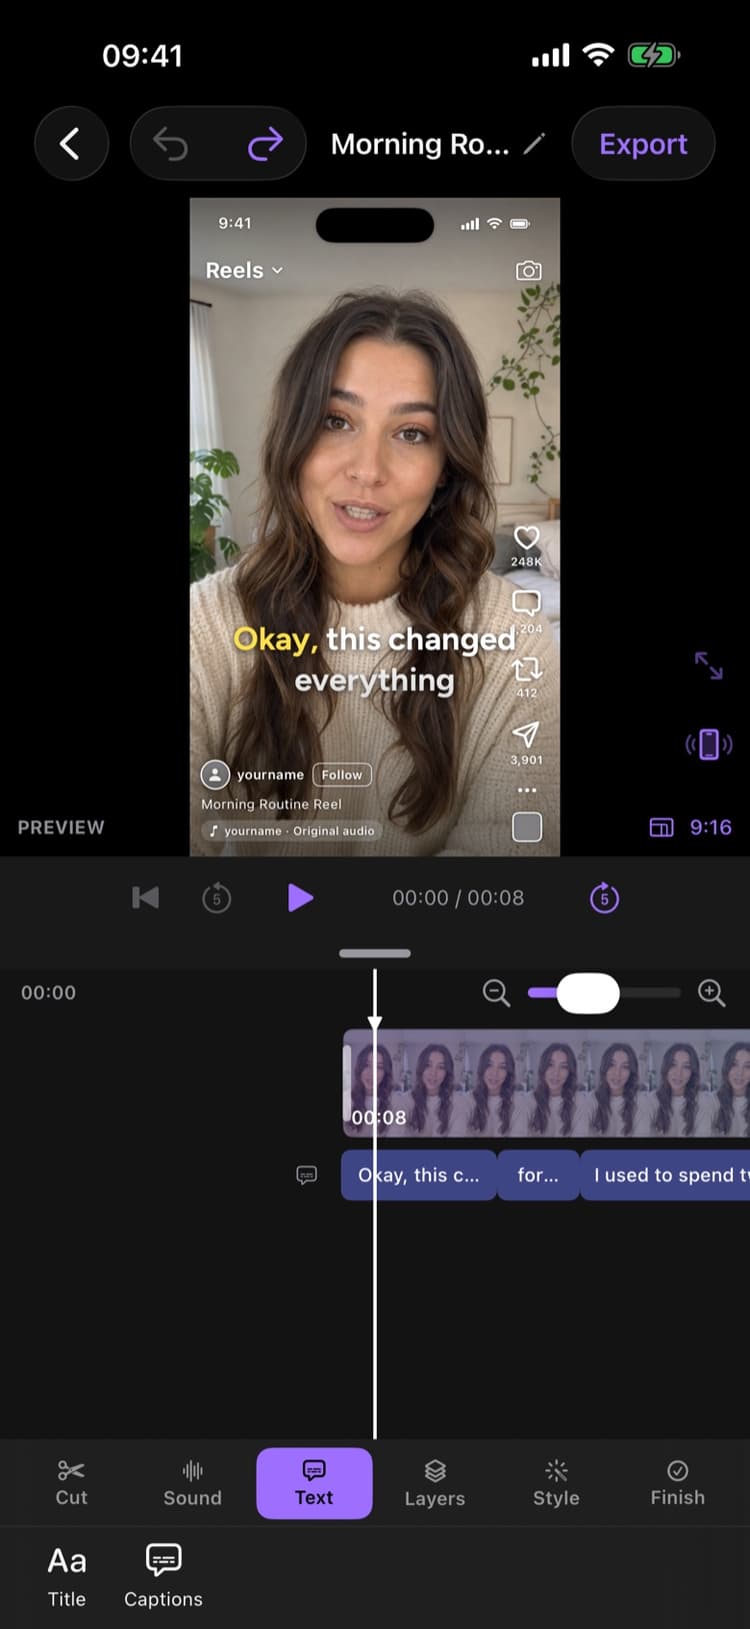 09:41
Morning Ro...
Export
9:41
Reels
248K
Okay, this changed
everything
,204
412
3,901
yourname Follow
Morning Routine Reel
yourname · Original audio
PREVIEW
9:16
5
00:00 / 00:08
5
00:00
00:08
Okay, this c... for... I used to spend tw
Cut Sound Text Layers Style Finish
Aa
Title Captions